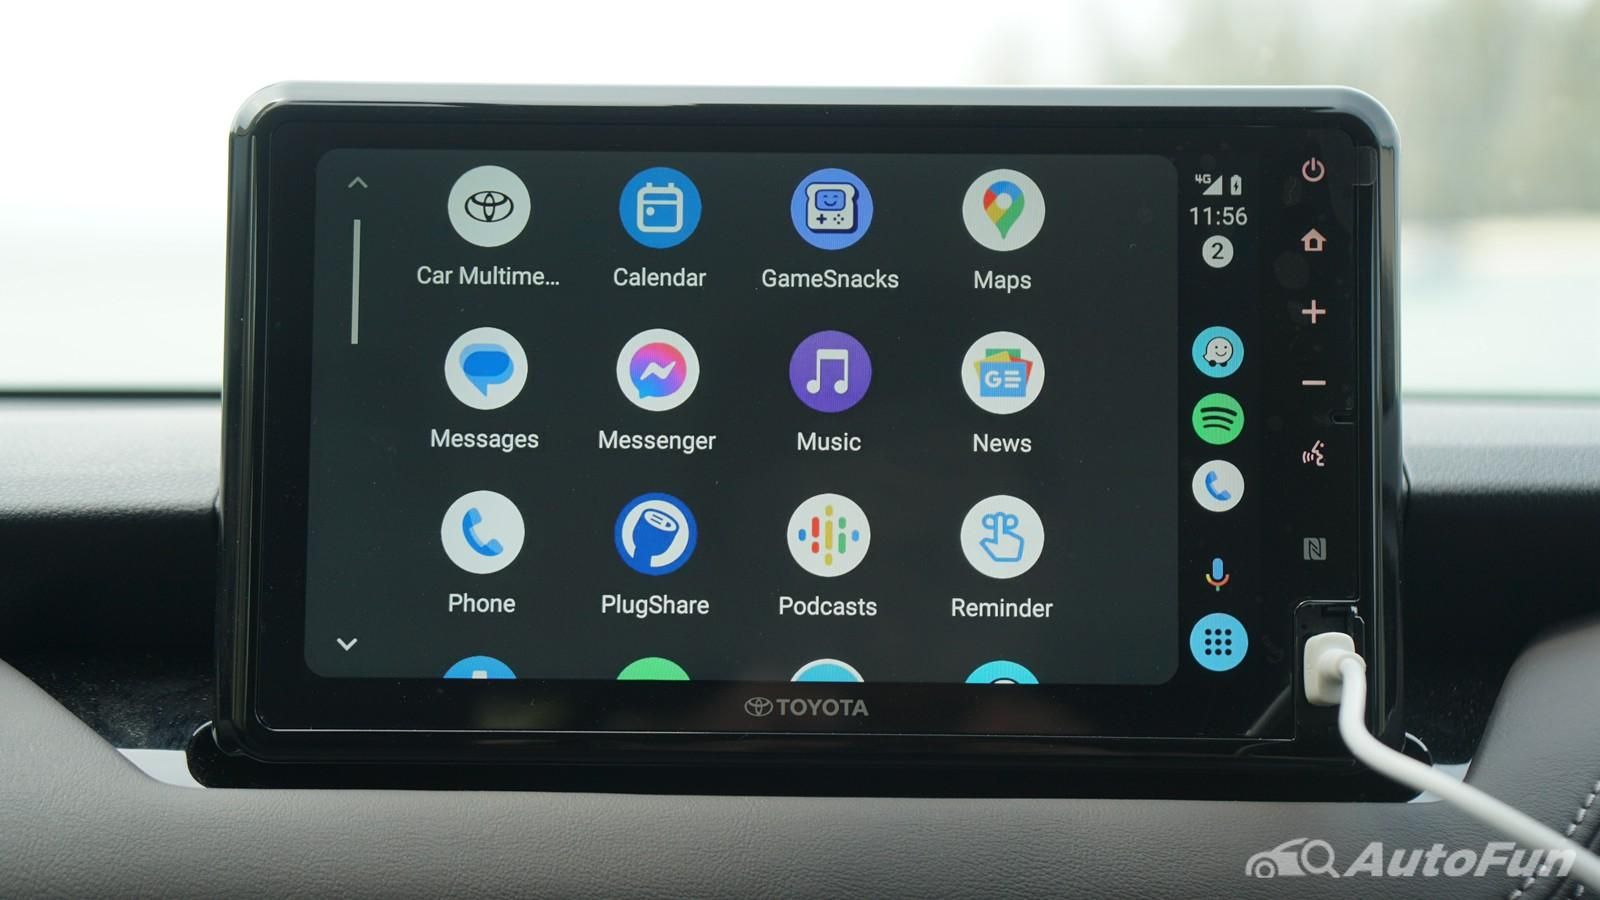 4G
11:56
2
Car Multime...
Calendar
GameSnacks
Maps
Messages
Messenger
Music
News
GE
Phone
PlugShare
Podcasts
Reminder
TOYOTA
AutoFun